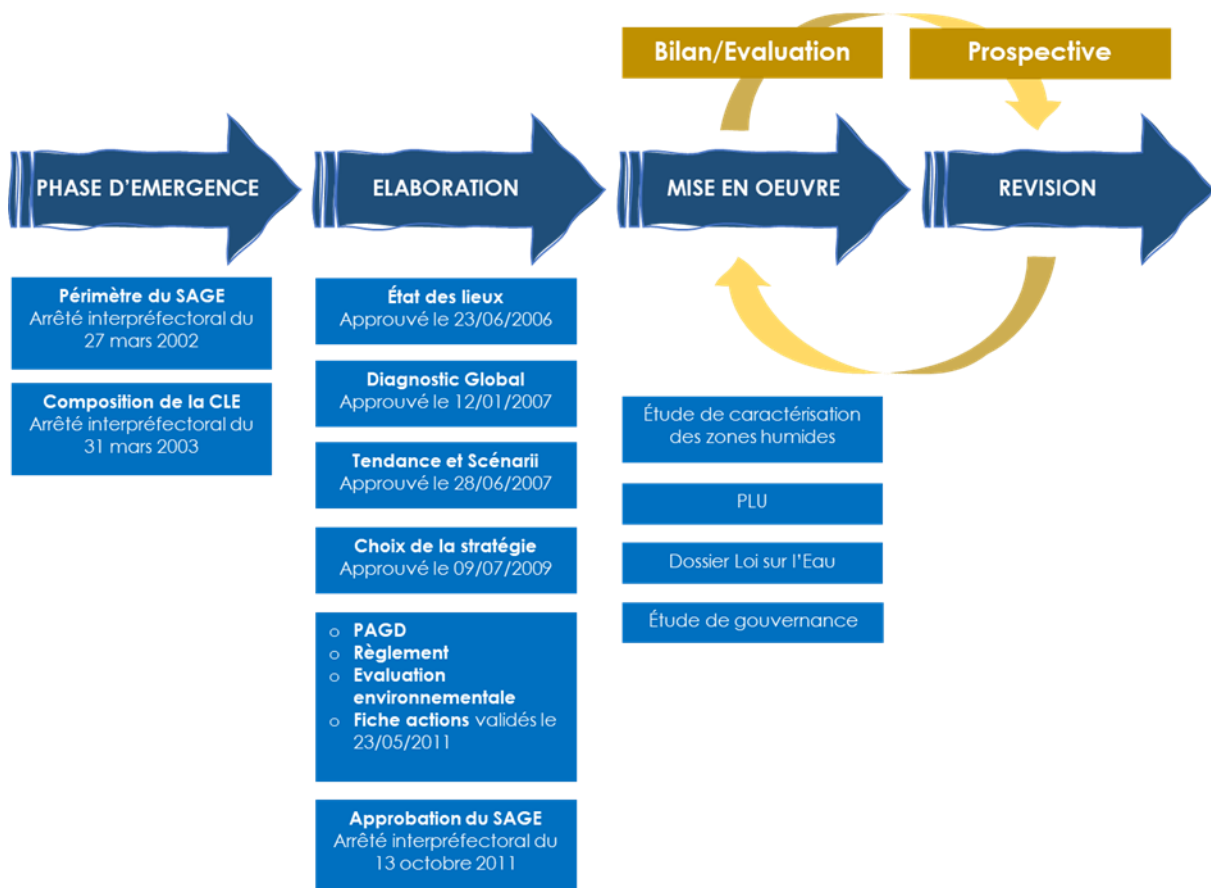 Bilan/Evaluation
Prospective
PHASE D'EMERGENCE
ELABORATION
MISE EN OEUVRE
REVISION
Périmètre du SAGE
Arrêté interpréfectoral du
27 mars 2002
Composition de la CLE
Arrêté interpréfectoral du
31 mars 2003
État des lieux
Approuvé le 23/06/2006
Diagnostic Global
Approuvé le 12/01/2007
Tendance et Scénarii
Approuvé le 28/06/2007
Choix de la stratégie
Approuvé le 09/07/2009
o PAGD
o Règlement
o Evaluation
environnementale
o Fiche actions validés le
23/05/2011
Approbation du SAGE
Arrêté interpréfectoral du
13 octobre 2011
Étude de caractérisation
des zones humides
PLU
Dossier Loi sur l'Eau
Étude de gouvernance